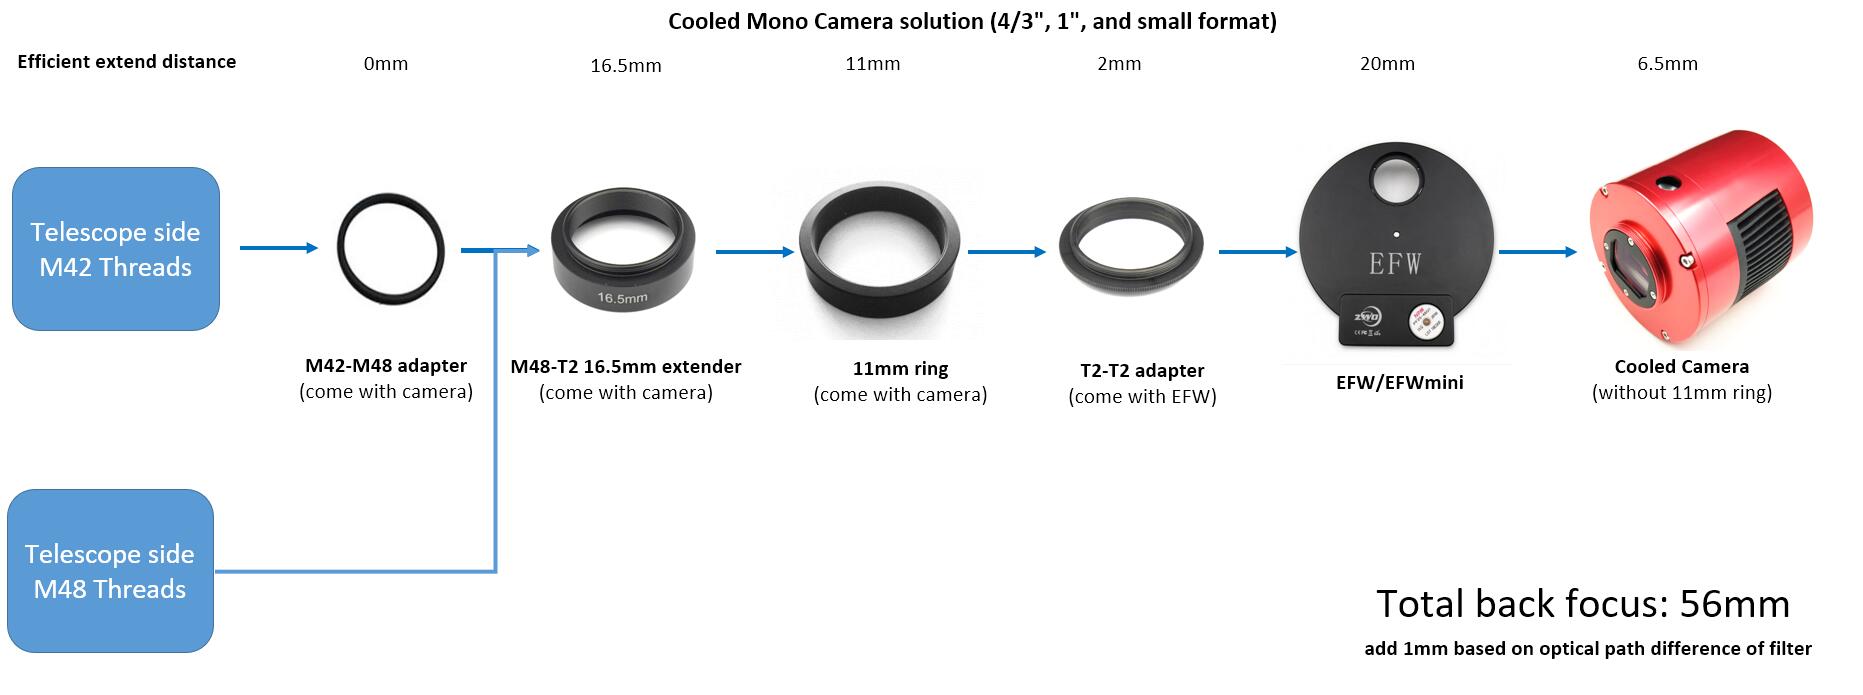 Cooled Mono Camera solution (4/3", 1", and small format)
Efficient extend distance
0mm
16.5mm
11mm
2mm
20mm
6.5mm
Telescope side
M42 Threads
16.5mm
EFW
ZWO
M42-M48 adapter
(come with camera)
M48-T2 16.5mm extender
(come with camera)
11mm ring
(come with camera)
T2-T2 adapter
(come with EFW)
EFW/EFWmini
Cooled Camera
(without 11mm ring)
Telescope side
M48 Threads
Total back focus: 56mm
add 1mm based on optical path difference of filter